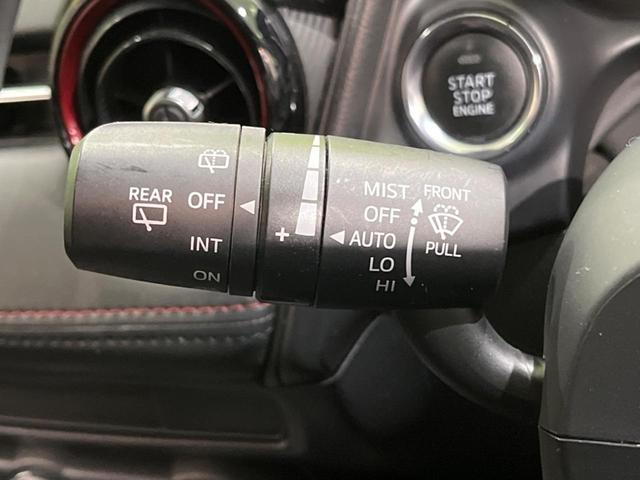 START
STOP
ENGINE
REAR
OFF
INT
ON
+
MIST
OFF
AUTO
LO
HI
FRONT
PULL